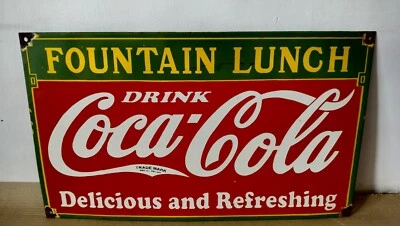 FOUNTAIN LUNCH
DRINK
Coca-Cola
TRADE MARK
Delicious and Refreshing